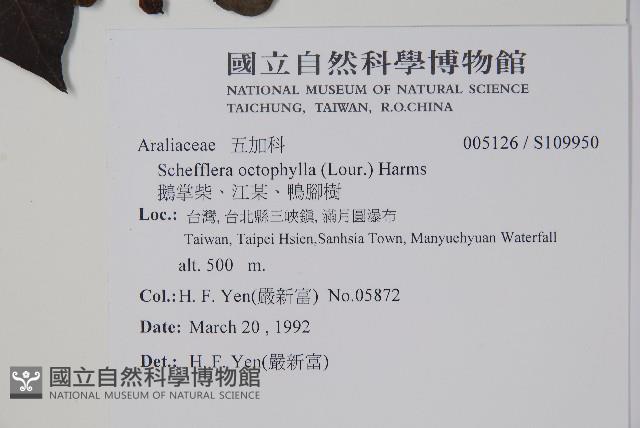 國立自然科學博物館
NATIONAL MUSEUM OF NATURAL SCIENCE
TAICHUNG, TAIWAN, R.O.CHINA
Araliaceae 五加科 005126 / S109950
Schefflera octophylla (Lour.) Harms
鵝掌柴、江某、鴨腳樹
Loc.: 台灣, 台北縣三峽鎮, 滿月圓瀑布
Taiwan, Taipei Hsien,Sanhsia Town, Manyuehyuan Waterfall
alt. 500 m.
Col.: H. F. Yen(嚴新富) No.05872
Date: March 20 , 1992
Det.: H. F. Yen(嚴新富)
國立自然科學博物館
NATIONAL MUSEUM OF NATURAL SCIENCE